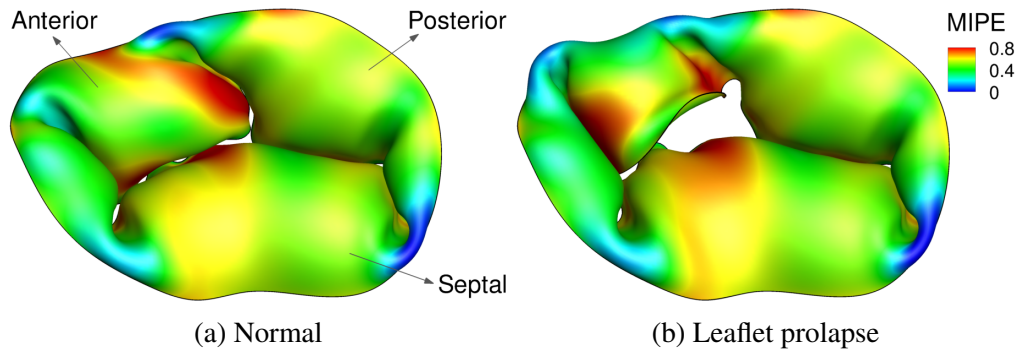 Anterior
Posterior
MIPE
0.8
0.4
0
Septal
(a) Normal
(b) Leaflet prolapse